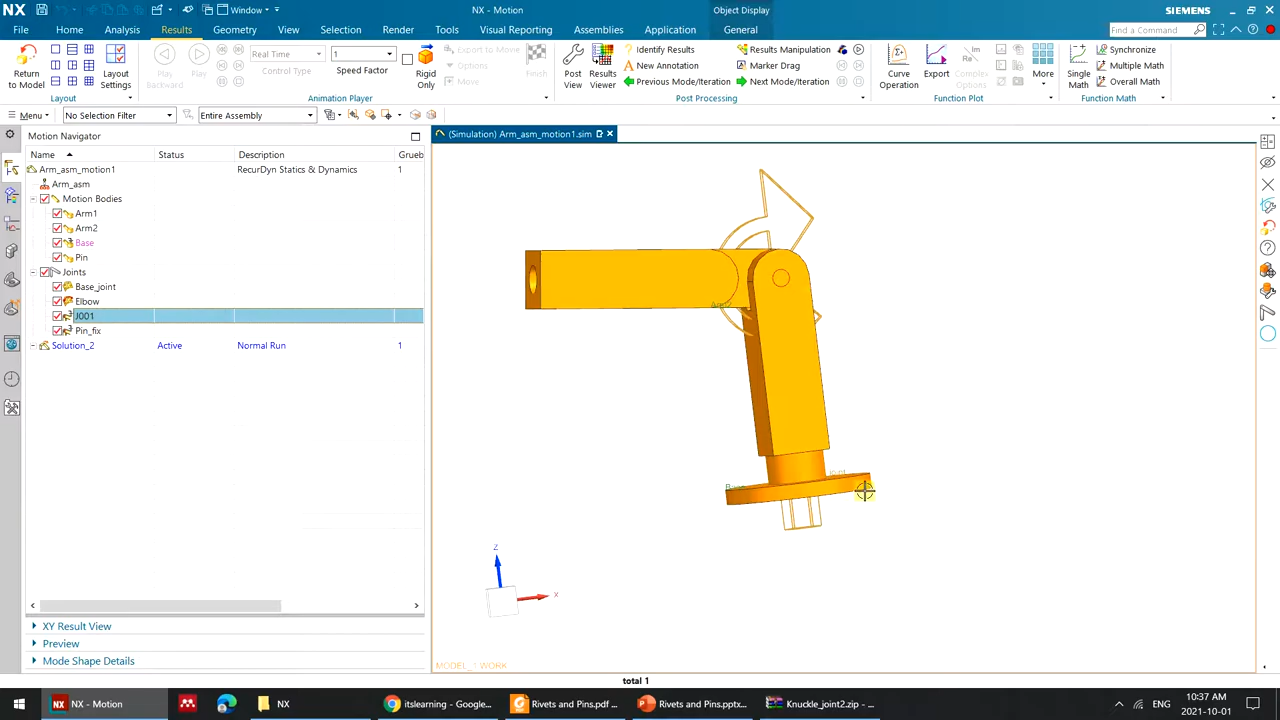 NX
Window
NX - Motion
Object Display
SIEMENS
File
Home
Analysis
Results
Geometry
View
Selection
Render
Tools
Visual Reporting
Assemblies
Application
General
Find a Command
Return to Model
Layout Settings
Layout
Play backward
Play
Real Time
Control Type
1
Speed Factor
Rigid Only
Export to Movie
Options
Move
Finish
Animation Player
Post View
Results Viewer
Identify Results
New Annotation
Previous Mode/Iteration
Results Manipulation
Marker Drag
Next Mode/Iteration
Post Processing
Curve Operation
Export
Complex Options
More
Function Plot
Single Math
Synchronize
Multiple Math
Overall Math
Function Math
Menu
No Selection Filter
Entire Assembly
Motion Navigator
(Simulation) Arm_asm_motion1.sim
Name
Status
Description
Grueb
Arm_asm_motion1
RecurDyn Statics & Dynamics
1
Arm_asm
Motion Bodies
Arm1
Arm2
Base
Pin
Joints
Base_joint
Elbow
J001
Pin_fix
Solution_2
Active
Normal Run
1
Arm2
Z
X
XY Result View
Preview
Mode Shape Details
MODEL_1 WORK
total 1
NX - Motion
NX
itslearning - Google...
Rivets and Pins.pdf ...
Rivets and Pins.pptx...
Knuckle_joint2.zip - ...
ENG
10:37 AM
2021-10-01